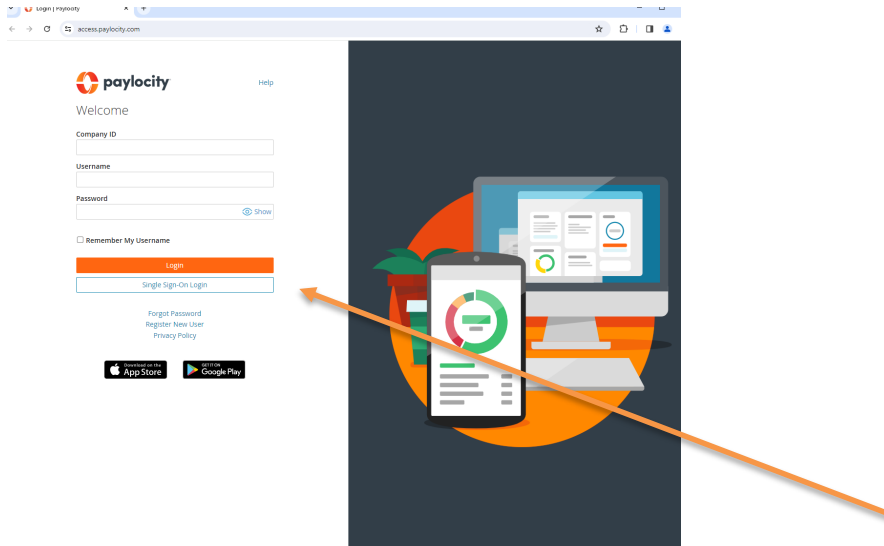 Login | Paylocity
access.paylocity.com
paylocity
Help
Welcome
Company ID
Username
Password
Show
Remember My Username
Login
Single Sign-On Login
Forgot Password
Register New User
Privacy Policy
Download on the
App Store
GET IT ON
Google Play